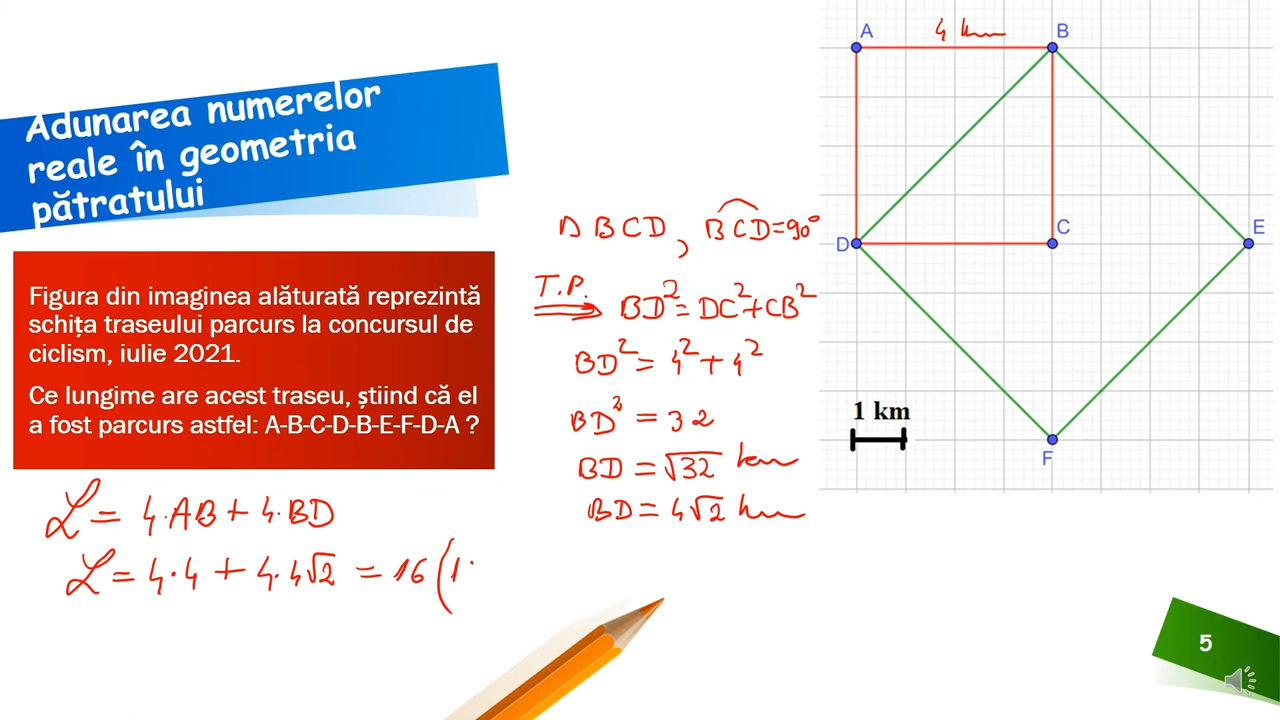 Adunarea numerelor
reale în geometria
pătratului
Figura din imaginea alăturată reprezintă
schița traseului parcurs la concursul de
ciclism, iulie 2021.
Ce lungime are acest traseu, știind că el
a fost parcurs astfel: A-B-C-D-B-E-F-D-A ?
L = 4·AB + 4·BD
L = 4·4 + 4·4√2 = 16(1
Δ BCD, BCD = 90°
T.P. ⟹ BD² = DC² + CB²
BD² = 4² + 4²
BD² = 32
BD = √32 km
BD = 4√2 km
4 km
A
B
D
C
E
1 km
F
5